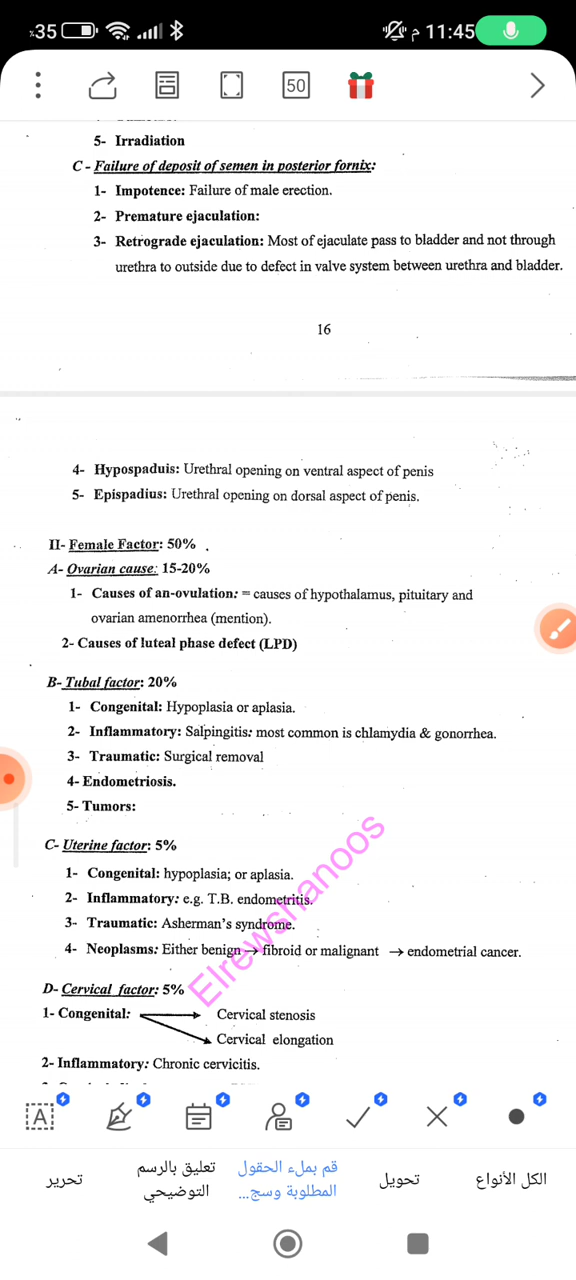 %35
11:45 م
50
5- Irradiation
C - Failure of deposit of semen in posterior fornix:
1- Impotence: Failure of male erection.
2- Premature ejaculation:
3- Retrograde ejaculation: Most of ejaculate pass to bladder and not through
urethra to outside due to defect in valve system between urethra and bladder.
16
4- Hypospaduis: Urethral opening on ventral aspect of penis
5- Epispadius: Urethral opening on dorsal aspect of penis.
II- Female Factor: 50%
A- Ovarian cause: 15-20%
1- Causes of an-ovulation: = causes of hypothalamus, pituitary and
ovarian amenorrhea (mention).
2- Causes of luteal phase defect (LPD)
B- Tubal factor: 20%
1- Congenital: Hypoplasia or aplasia.
2- Inflammatory: Salpingitis: most common is chlamydia & gonorrhea.
3- Traumatic: Surgical removal
4- Endometriosis.
5- Tumors:
C- Uterine factor: 5%
1- Congenital: hypoplasia; or aplasia.
2- Inflammatory: e.g. T.B. endometritis.
3- Traumatic: Asherman's syndrome.
4- Neoplasms: Either benign → fibroid or malignant → endometrial cancer.
Elrewshanoos
D- Cervical factor: 5%
1- Congenital: Cervical stenosis
Cervical elongation
2- Inflammatory: Chronic cervicitis.
A
الكل الأنواع
تحويل
قم بملء الحقول
المطلوبة وسج...
تعليق بالرسم
التوضيحي
تحرير